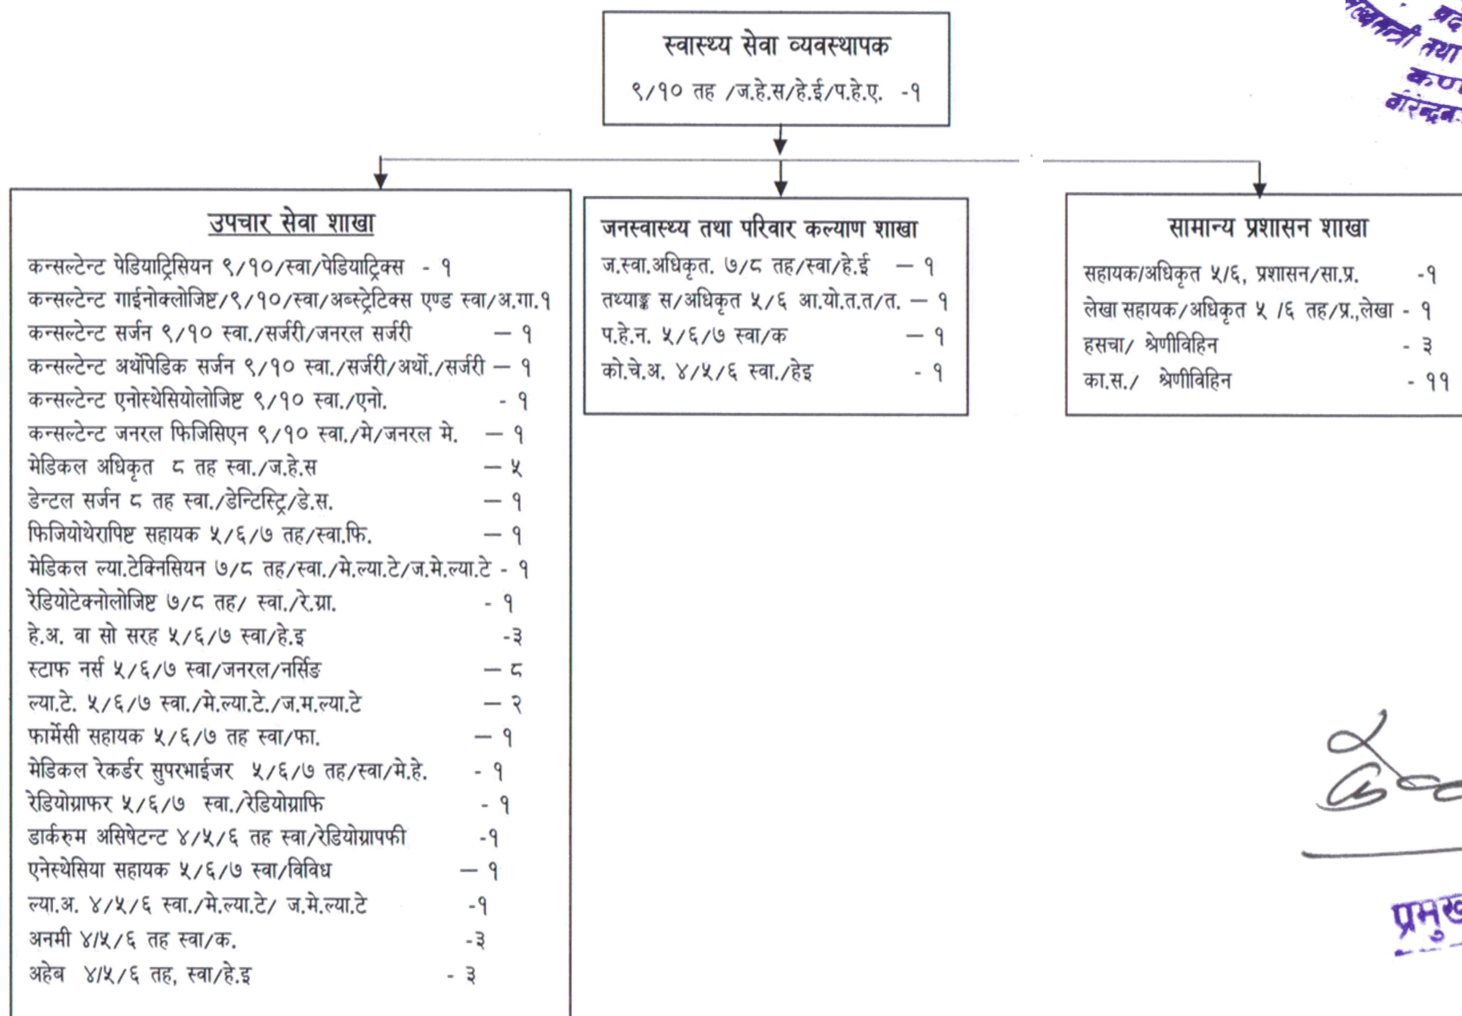 स्वास्थ्य सेवा व्यवस्थापक
९/१० तह /ज.हे.स/हे.ई/प.हे.ए. -१
उपचार सेवा शाखा
कन्सल्टेन्ट पेडियाट्रिसियन ९/१०/स्वा/पेडियाट्रिक्स - १
कन्सल्टेन्ट गाईनोक्लोजिष्ट/९/१०/स्वा/अब्स्ट्रेटिक्स एण्ड स्वा/अ.गा.१
कन्सल्टेन्ट सर्जन ९/१० स्वा./सर्जरी/जनरल सर्जरी – १
कन्सल्टेन्ट अर्थोपेडिक सर्जन ९/१० स्वा./सर्जरी/अर्थो./सर्जरी – १
कन्सल्टेन्ट एनोस्थेसियोलोजिष्ट ९/१० स्वा./एनो. - १
कन्सल्टेन्ट जनरल फिजिसिएन ९/१० स्वा./मे/जनरल मे. – १
मेडिकल अधिकृत ८ तह स्वा./ज.हे.स – ५
डेन्टल सर्जन ८ तह स्वा./डेन्टिस्ट्रि/डे.स. – १
फिजियोथेरापिष्ट सहायक ५/६/७ तह/स्वा.फि. – १
मेडिकल ल्या.टेक्निसियन ७/८ तह/स्वा./मे.ल्या.टे/ज.मे.ल्या.टे - १
रेडियोटेक्नोलोजिष्ट ७/८ तह/ स्वा./रे.ग्रा. - १
हे.अ. वा सो सरह ५/६/७ स्वा/हे.इ -३
स्टाफ नर्स ५/६/७ स्वा/जनरल/नर्सिङ – ८
ल्या.टे. ५/६/७ स्वा./मे.ल्या.टे./ज.म.ल्या.टे – २
फार्मेसी सहायक ५/६/७ तह स्वा/फा. – १
मेडिकल रेकर्डर सुपरभाईजर ५/६/७ तह/स्वा/मे.हे. - १
रेडियोग्राफर ५/६/७ स्वा./रेडियोग्राफि - १
डार्करुम असिषेटन्ट ४/५/६ तह स्वा/रेडियोग्रापफी -१
एनेस्थेसिया सहायक ५/६/७ स्वा/विविध – १
ल्या.अ. ४/५/६ स्वा./मे.ल्या.टे/ ज.मे.ल्या.टे -१
अनमी ४/५/६ तह स्वा/क. -३
अहेब ४/५/६ तह, स्वा/हे.इ - ३
जनस्वास्थ्य तथा परिवार कल्याण शाखा
ज.स्वा.अधिकृत. ७/८ तह/स्वा/हे.ई – १
तथ्याङ्क स/अधिकृत ५/६ आ.यो.त.त/त. – १
प.हे.न. ५/६/७ स्वा/क – १
को.चे.अ. ४/५/६ स्वा./हेइ - १
सामान्य प्रशासन शाखा
सहायक/अधिकृत ५/६, प्रशासन/सा.प्र. -१
लेखा सहायक/अधिकृत ५ /६ तह/प्र.,लेखा - १
हसचा/ श्रेणीविहिन - ३
का.स./ श्रेणीविहिन - ११
तथा
प्रमुख